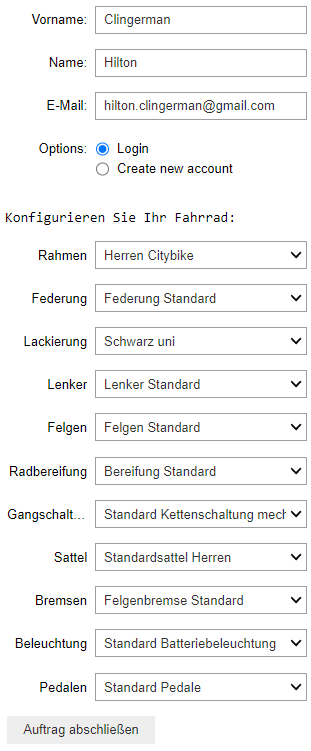 Vorname: Clingerman
Name: Hilton
E-Mail: hilton.clingerman@gmail.com
Options: Login
Create new account
Konfigurieren Sie Ihr Fahrrad:
Rahmen Herren Citybike
Federung Federung Standard
Lackierung Schwarz uni
Lenker Lenker Standard
Felgen Felgen Standard
Radbereifung Bereifung Standard
Gangschalt... Standard Kettenschaltung mech
Sattel Standardsattel Herren
Bremsen Felgenbremse Standard
Beleuchtung Standard Batteriebeleuchtung
Pedalen Standard Pedale
Auftrag abschließen